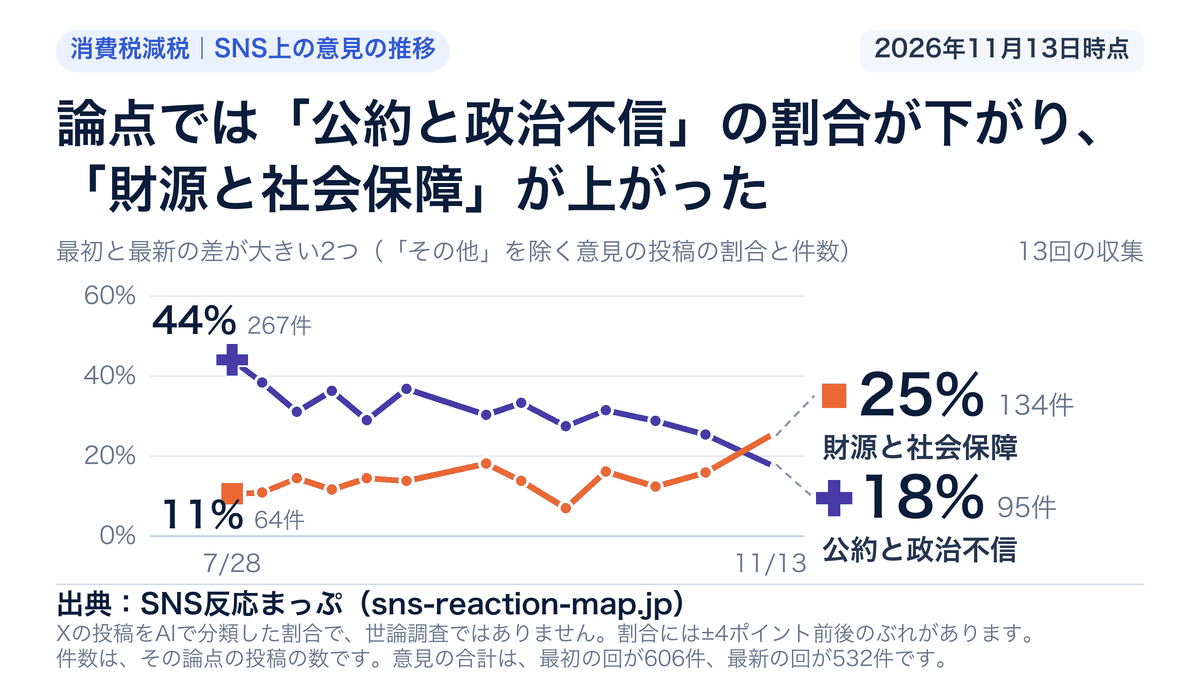 消費税減税｜SNS上の意見の推移
2026年11月13日時点
論点では「公約と政治不信」の割合が下がり、
「財源と社会保障」が上がった
最初と最新の差が大きい2つ（「その他」を除く意見の投稿の割合と件数）
13回の収集
60%
44% 267件
40%
25% 134件
財源と社会保障
20%
18% 95件
11% 64件
0%
公約と政治不信
7/28
11/13
出典：SNS反応まっぷ（sns-reaction-map.jp）
Xの投稿をAIで分類した割合で、世論調査ではありません。割合には±4ポイント前後のぶれがあります。
件数は、その論点の投稿の数です。意見の合計は、最初の回が606件、最新の回が532件です。